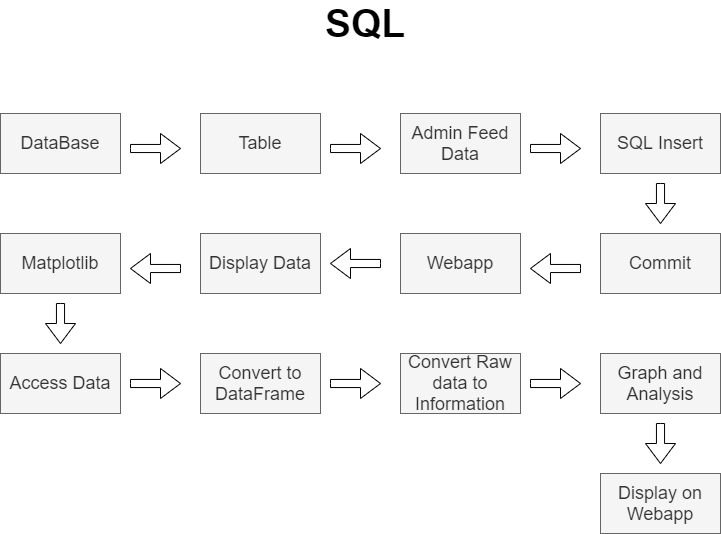 SQL
DataBase
Table
Admin Feed
Data
SQL Insert
Matplotlib
Display Data
Webapp
Commit
Access Data
Convert to
DataFrame
Convert Raw
data to
Information
Graph and
Analysis
Display on
Webapp